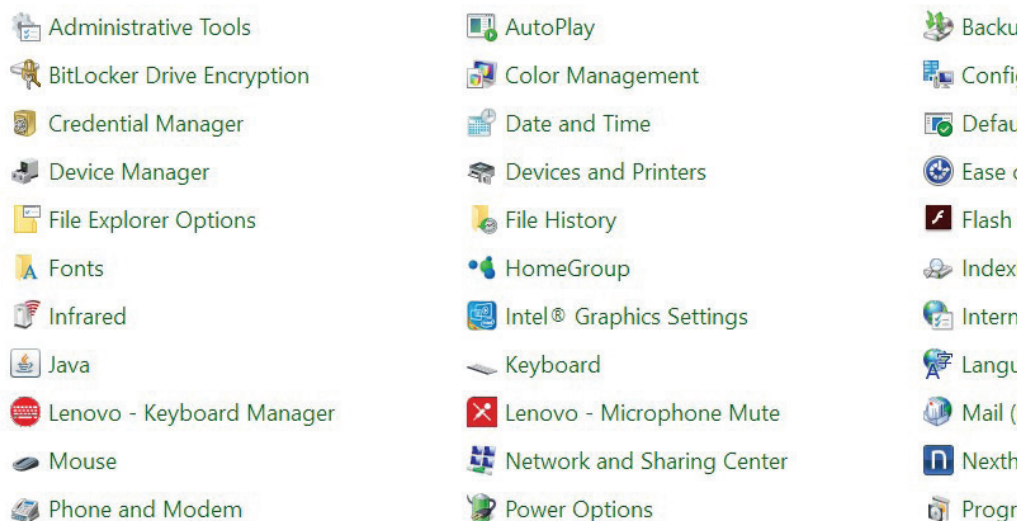 Administrative Tools
AutoPlay
BitLocker Drive Encryption
Color Management
Credential Manager
Date and Time
Device Manager
Devices and Printers
File Explorer Options
File History
Flash
Fonts
HomeGroup
Infrared
Intel® Graphics Settings
Java
Keyboard
Lenovo - Keyboard Manager
Lenovo - Microphone Mute
Mail (
Mouse
Network and Sharing Center
Phone and Modem
Power Options